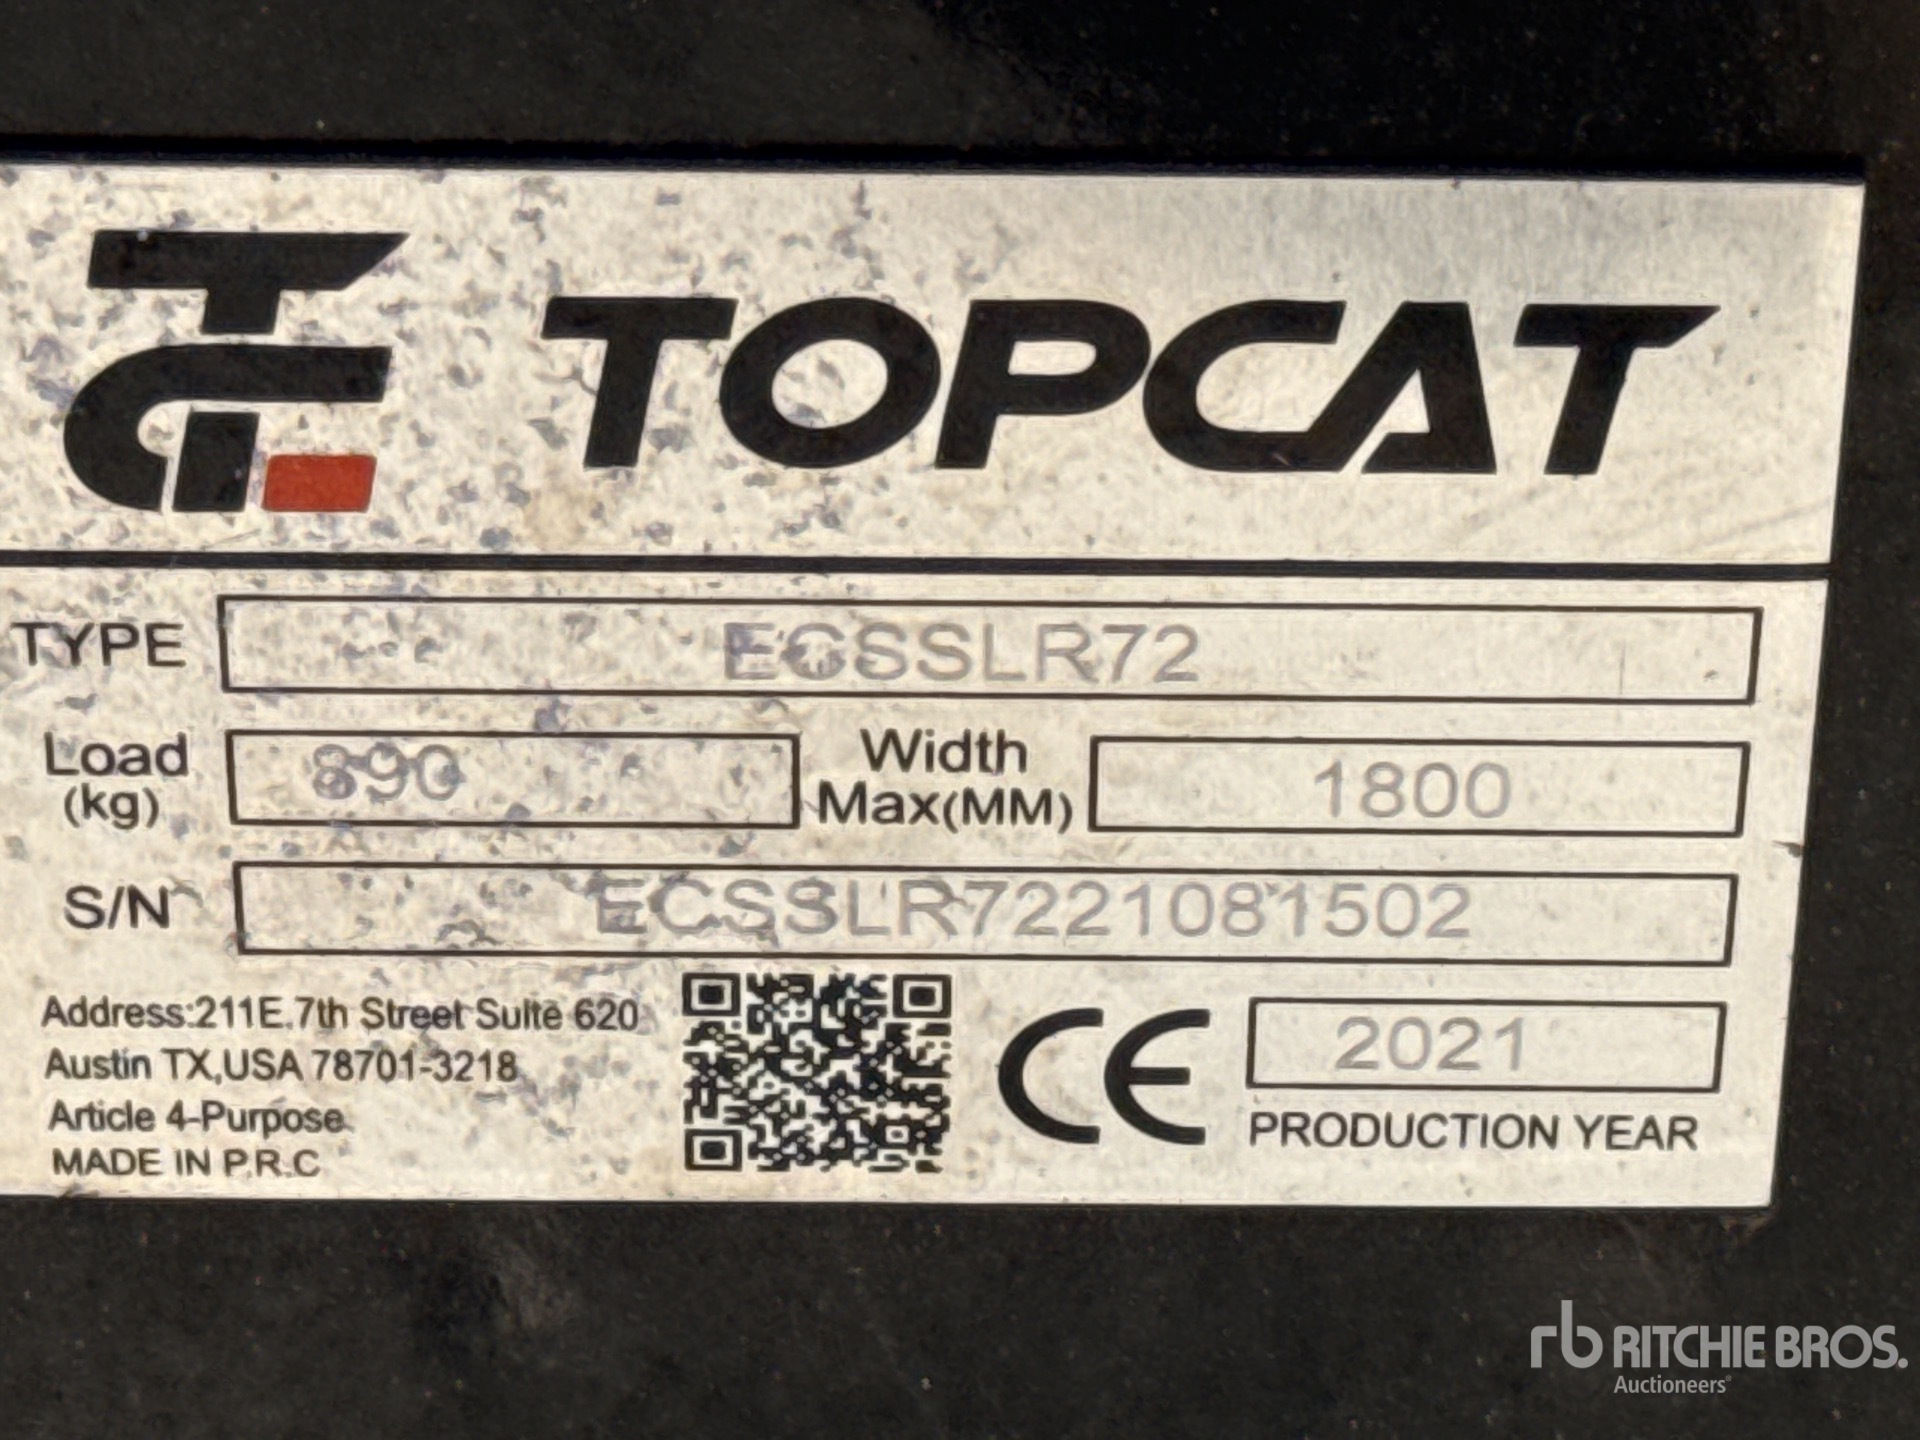 TOPCAT
TYPE ECSSLR72
Load (kg) 890 Width Max(MM) 1800
S/N ECSSLR7221081502
Address:211E.7th Street Suite 620
Austin TX,USA 78701-3218
Article 4-Purpose
MADE IN P.R.C
CE
2021
PRODUCTION YEAR
rb RITCHIE BROS.
Auctioneers